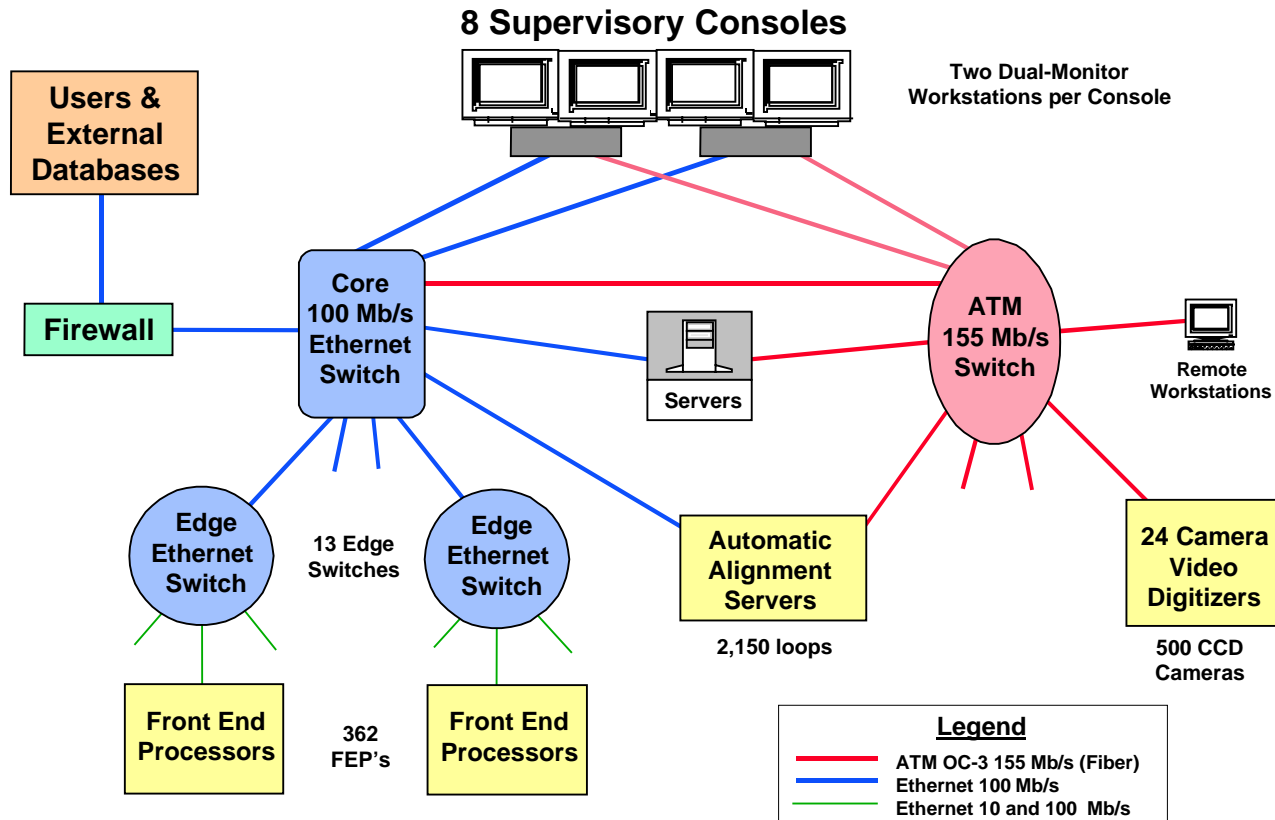 8 Supervisory Consoles
Two Dual-Monitor
Workstations per Console
Users &
External
Databases
Firewall
Core
100 Mb/s
Ethernet
Switch
Servers
ATM
155 Mb/s
Switch
Remote
Workstations
Edge
Ethernet
Switch
13 Edge
Switches
Edge
Ethernet
Switch
Automatic
Alignment
Servers
2,150 loops
24 Camera
Video
Digitizers
500 CCD
Cameras
Front End
Processors
362
FEP's
Front End
Processors
Legend
ATM OC-3 155 Mb/s (Fiber)
Ethernet 100 Mb/s
Ethernet 10 and 100 Mb/s